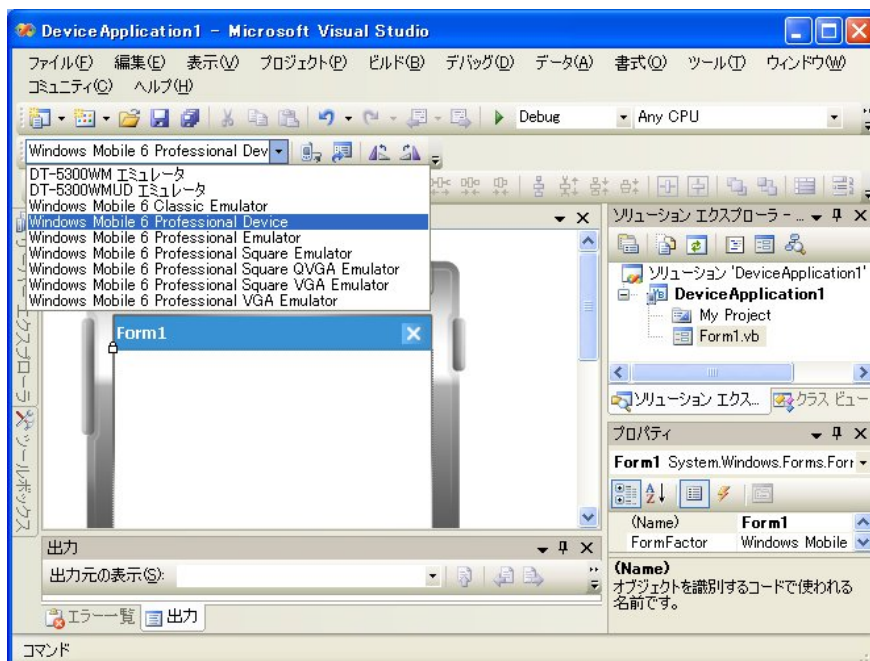 DeviceApplication1 - Microsoft Visual Studio
ファイル(F) 編集(E) 表示(V) プロジェクト(P) ビルド(B) デバッグ(D) データ(A) 書式(O) ツール(T) ウィンドウ(W)
コミュニティ(C) ヘルプ(H)
Debug Any CPU
Windows Mobile 6 Professional Dev
DT-5300WM エミュレータ
DT-5300WMUD エミュレータ
Windows Mobile 6 Classic Emulator
Windows Mobile 6 Professional Device
Windows Mobile 6 Professional Emulator
Windows Mobile 6 Professional Square Emulator
Windows Mobile 6 Professional Square QVGA Emulator
Windows Mobile 6 Professional Square VGA Emulator
Windows Mobile 6 Professional VGA Emulator
Form1
エクスプローラ
ツールボックス
ソリューション エクスプローラ - ...
ソリューション 'DeviceApplication1'
DeviceApplication1
My Project
Form1.vb
ソリューション エクス... クラス ビュー
プロパティ
Form1 System.Windows.Forms.Forr
(Name) Form1
FormFactor Windows Mobile
(Name)
オブジェクトを識別するコードで使われる
名前です。
出力
出力元の表示(S):
エラー一覧 出力
コマンド